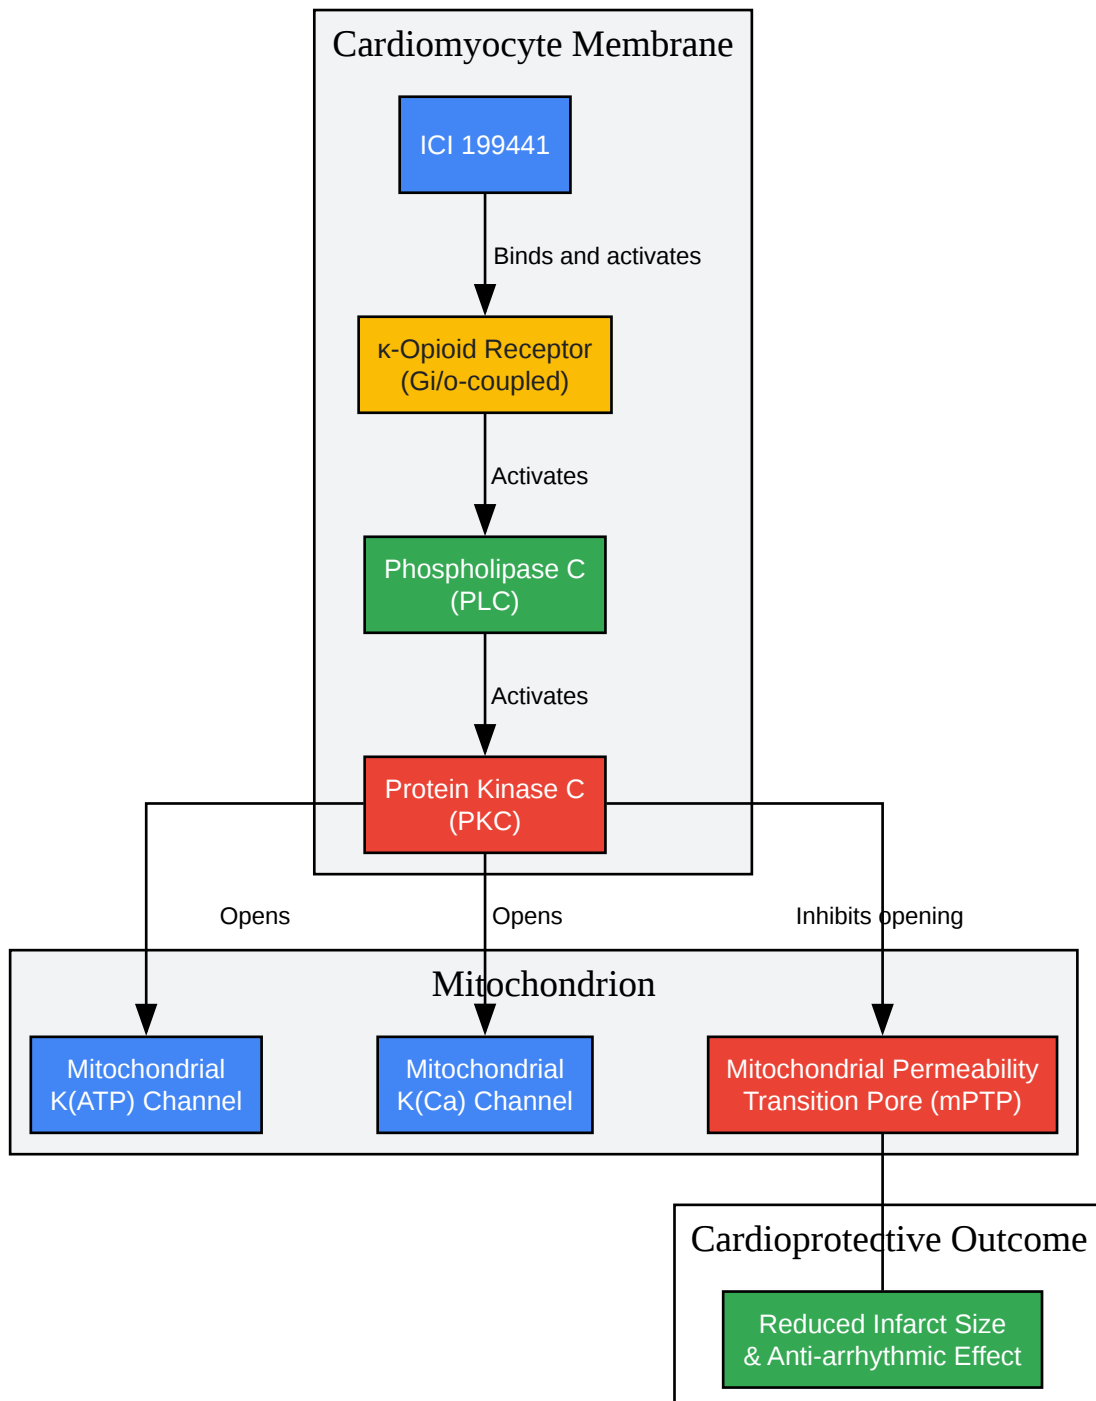 Cardiomyocyte Membrane
ICI 199441
Binds and activates
κ-Opioid Receptor
(Gi/o-coupled)
Activates
Phospholipase C
(PLC)
Activates
Protein Kinase C
(PKC)
Opens
Opens
Inhibits opening
Mitochondrion
Mitochondrial
K(ATP) Channel
Mitochondrial
K(Ca) Channel
Mitochondrial Permeability
Transition Pore (mPTP)
Cardioprotective Outcome
Reduced Infarct Size
& Anti-arrhythmic Effect